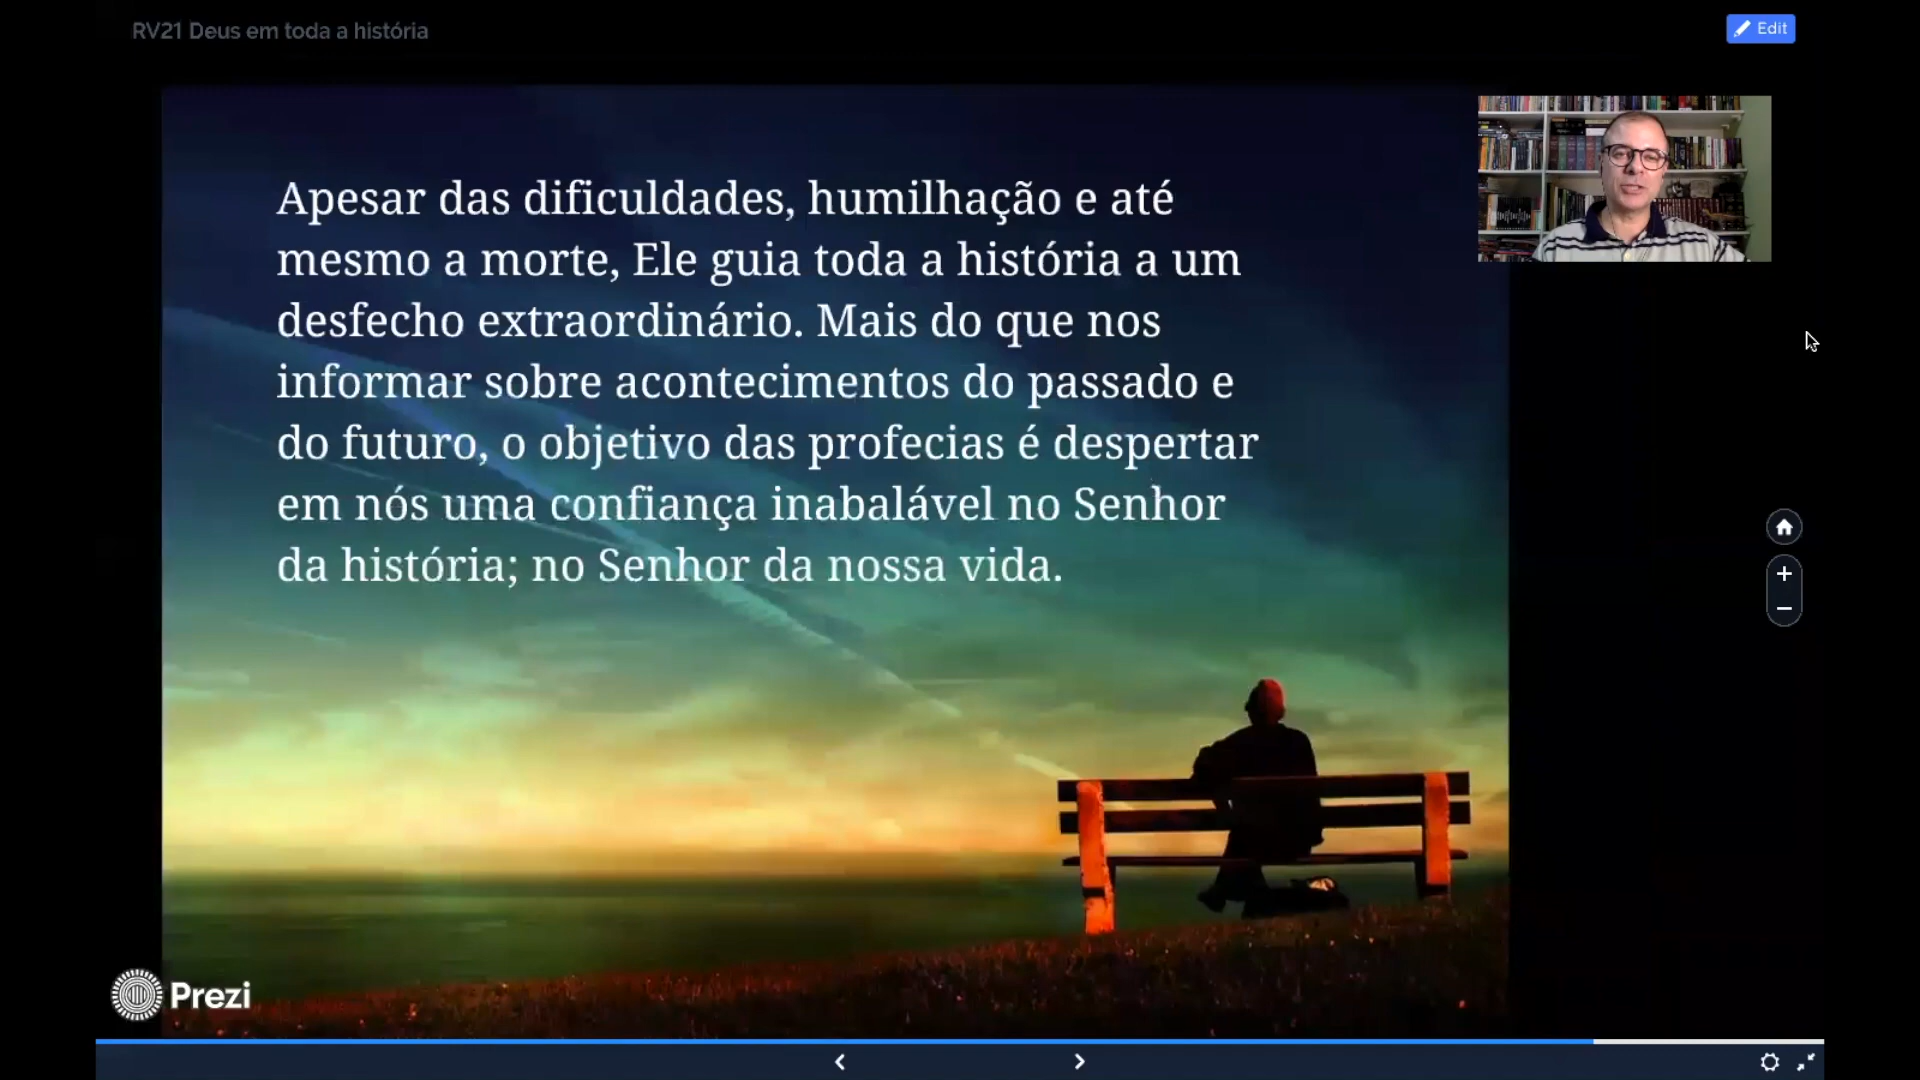 RV21 Deus em toda a história
Edit
Apesar das dificuldades, humilhação e até
mesmo a morte, Ele guia toda a história a um
desfecho extraordinário. Mais do que nos
informar sobre acontecimentos do passado e
do futuro, o objetivo das profecias é despertar
em nós uma confiança inabalável no Senhor
da história; no Senhor da nossa vida.
Prezi